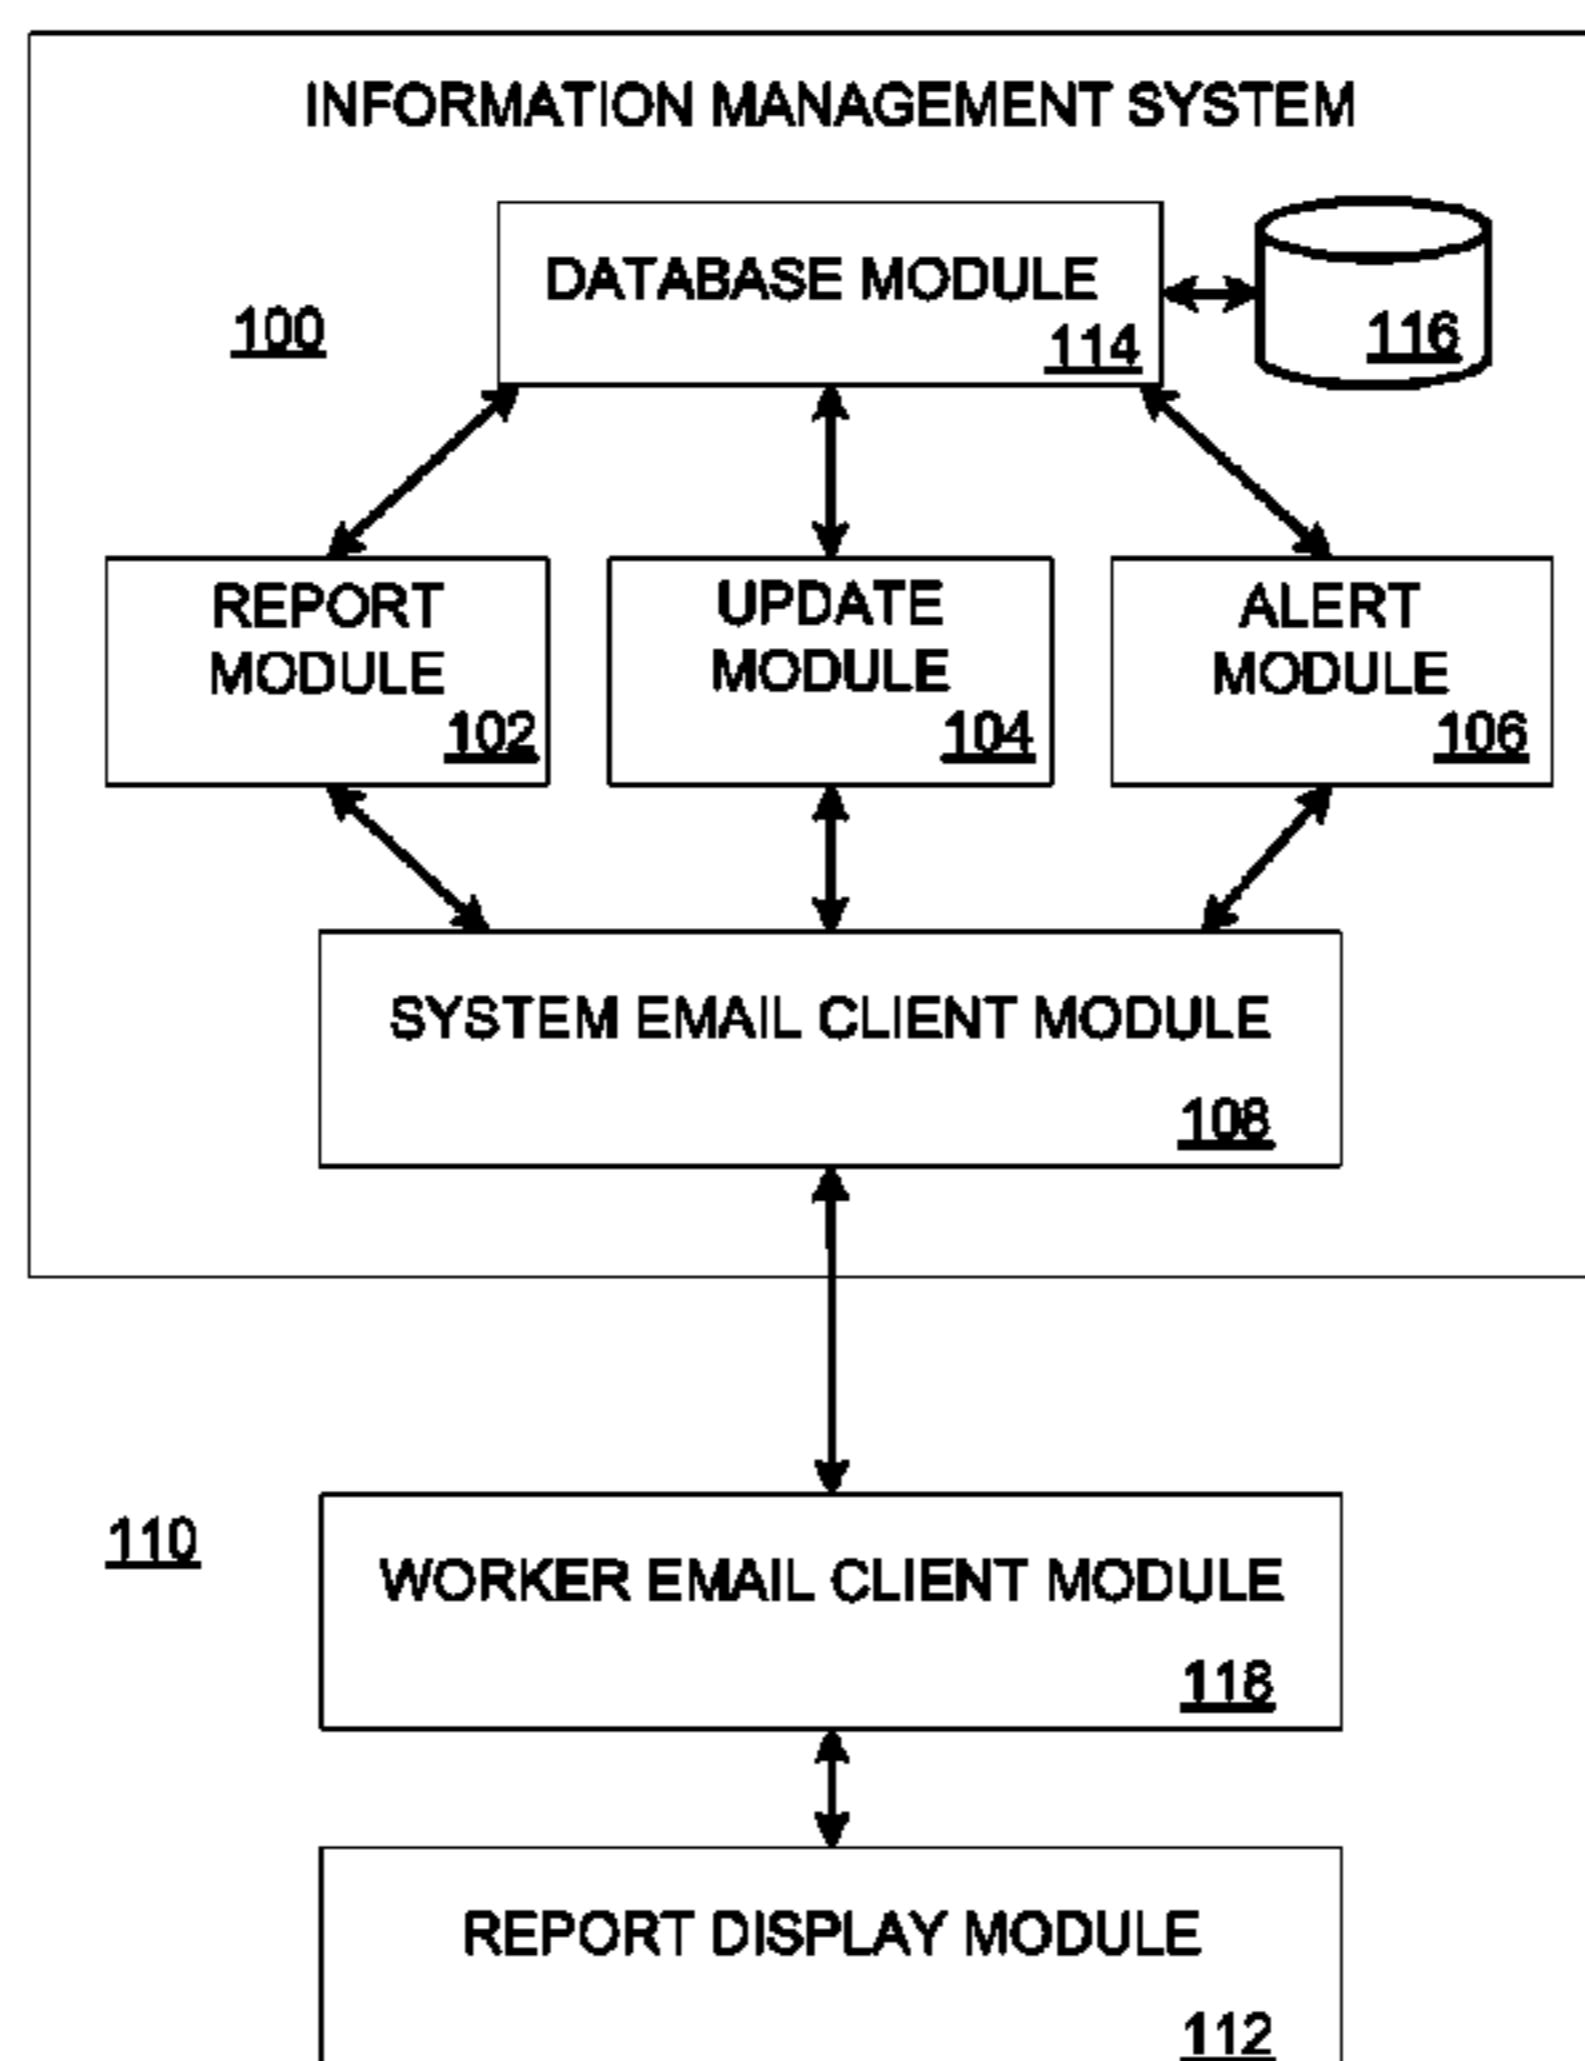 INFORMATION MANAGEMENT SYSTEM
DATABASE MODULE
114
116
100
REPORT
MODULE
102
UPDATE
MODULE
104
ALERT
MODULE
106
SYSTEM EMAIL CLIENT MODULE
108
110
WORKER EMAIL CLIENT MODULE
118
REPORT DISPLAY MODULE
112